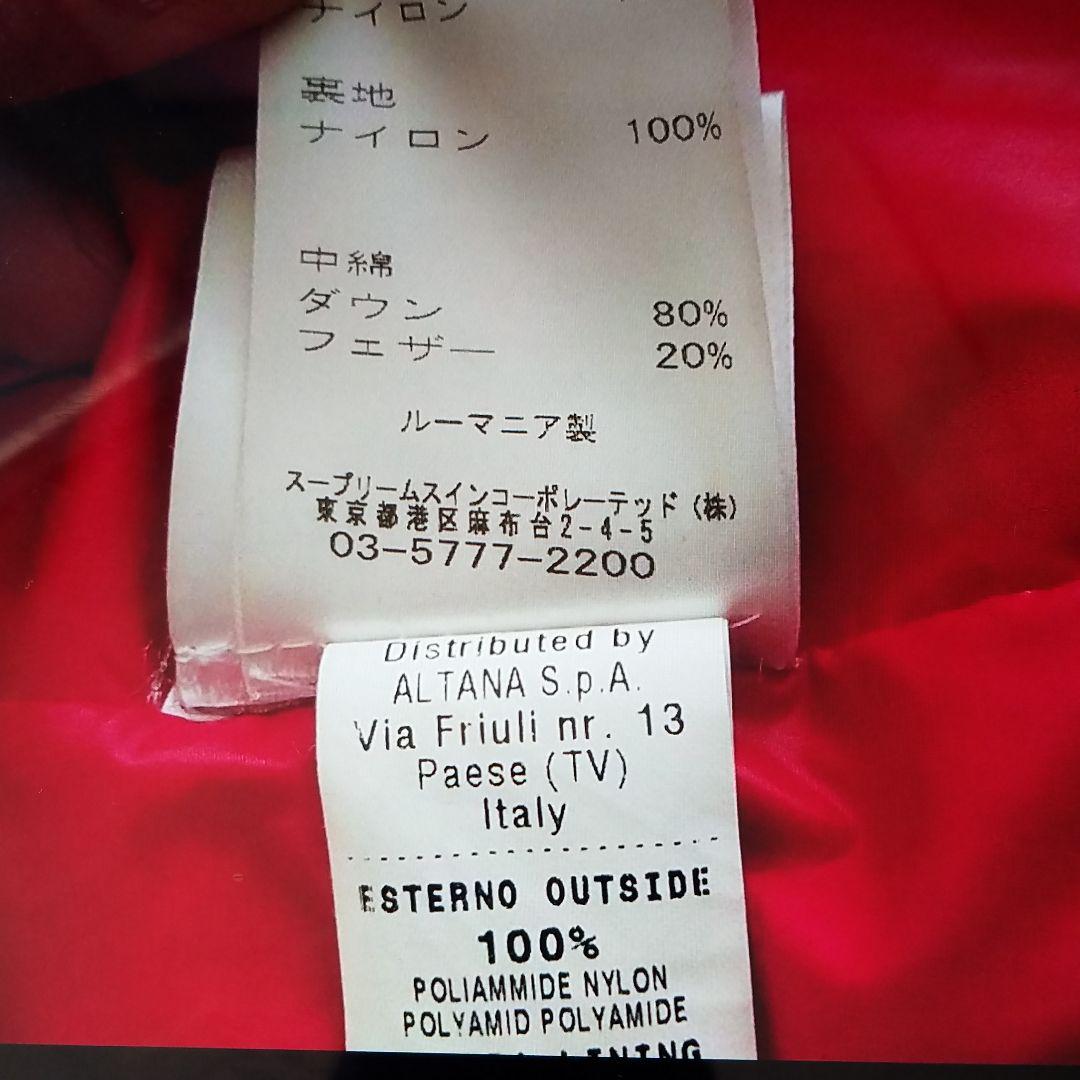 ナイロン
裏地
ナイロン 100%
中綿
ダウン 80%
フェザー 20%
ルーマニア製
スープリームスインコーポレーテッド(株)
東京都港区麻布台2-4-5
03-5777-2200
Distributed by
ALTANA S.p.A.
Via Friuli nr. 13
Paese (TV)
Italy
ESTERNO OUTSIDE
100%
POLIAMMIDE NYLON
POLYAMID POLYAMIDE
LINING